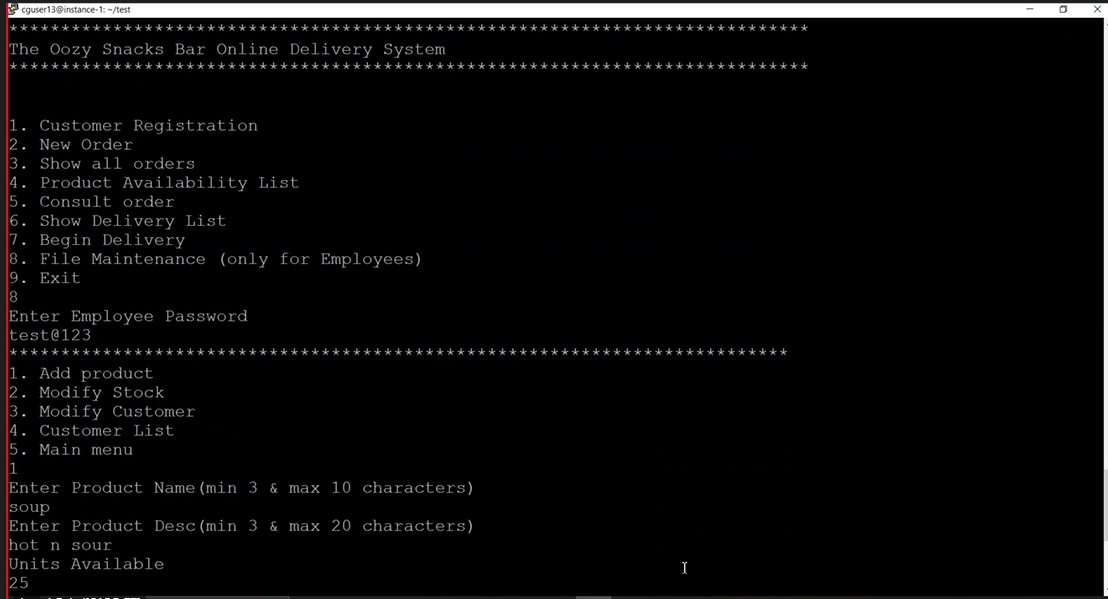 cguser13@instance-1: ~/test
*****************************************************************************
The Oozy Snacks Bar Online Delivery System
*****************************************************************************
1. Customer Registration
2. New Order
3. Show all orders
4. Product Availability List
5. Consult order
6. Show Delivery List
7. Begin Delivery
8. File Maintenance (only for Employees)
9. Exit
8
Enter Employee Password
test@123
***************************************************************************
1. Add product
2. Modify Stock
3. Modify Customer
4. Customer List
5. Main menu
1
Enter Product Name(min 3 & max 10 characters)
soup
Enter Product Desc(min 3 & max 20 characters)
hot n sour
Units Available
25